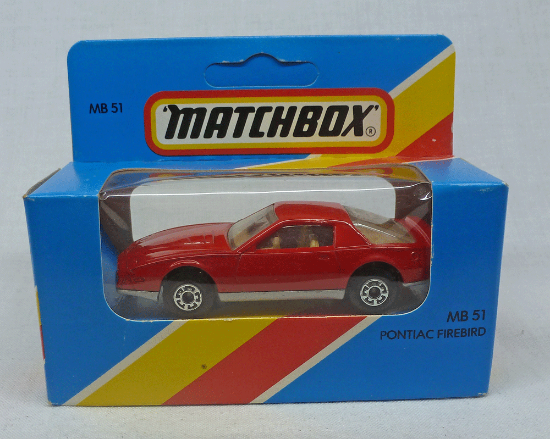 MB 51
"MATCHBOX"®
MB 51
PONTIAC FIREBIRD